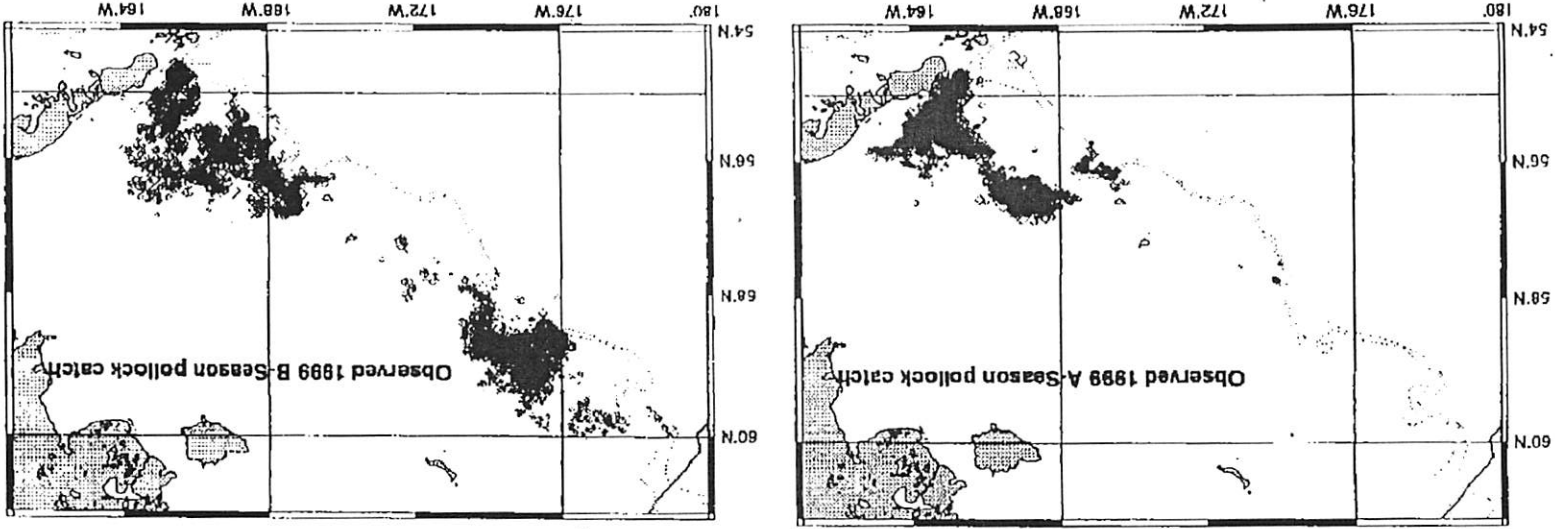 Observed 1999 A-Season pollock catch
60°N
58°N
56°N
54°N
180°
176°W
172°W
168°W
164°W
Observed 1999 B-Season pollock catch
60°N
58°N
56°N
54°N
180°
176°W
172°W
168°W
164°W